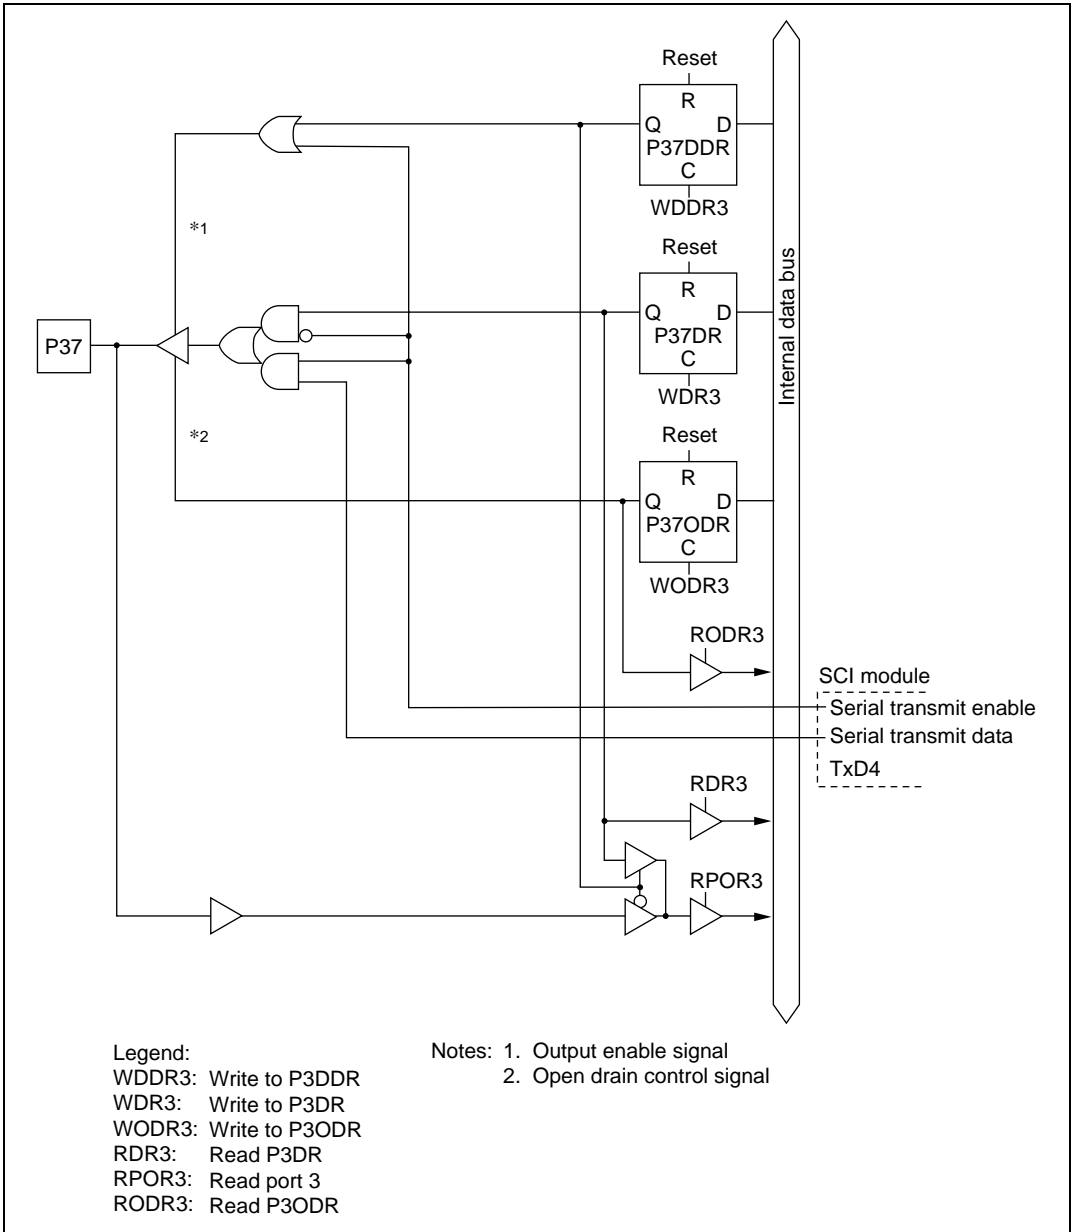 Reset
R
Q D
P37DDR
C
WDDR3
*1
Reset
R
Q D
P37DR
C
WDR3
P37
Internal data bus
*2
Reset
R
Q D
P37ODR
C
WODR3
RODR3
SCI module
Serial transmit enable
Serial transmit data
TxD4
RDR3
RPOR3
Legend:
WDDR3: Write to P3DDR
WDR3: Write to P3DR
WODR3: Write to P3ODR
RDR3: Read P3DR
RPOR3: Read port 3
RODR3: Read P3ODR
Notes: 1. Output enable signal
2. Open drain control signal